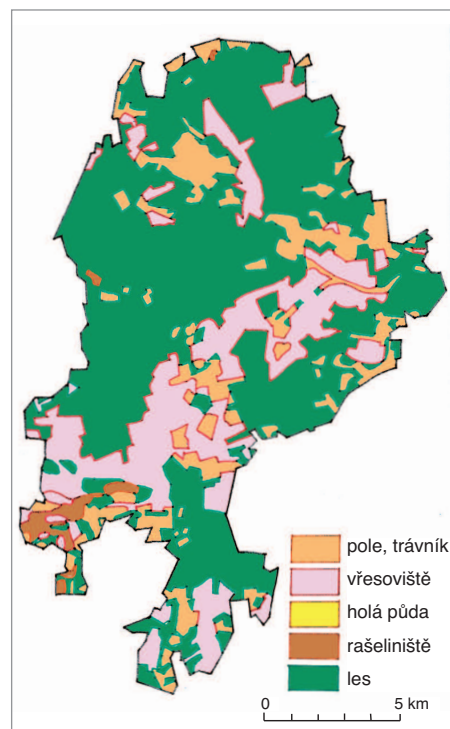 pole, trávník
vřesoviště
holá půda
rašeliniště
les
0 5 km